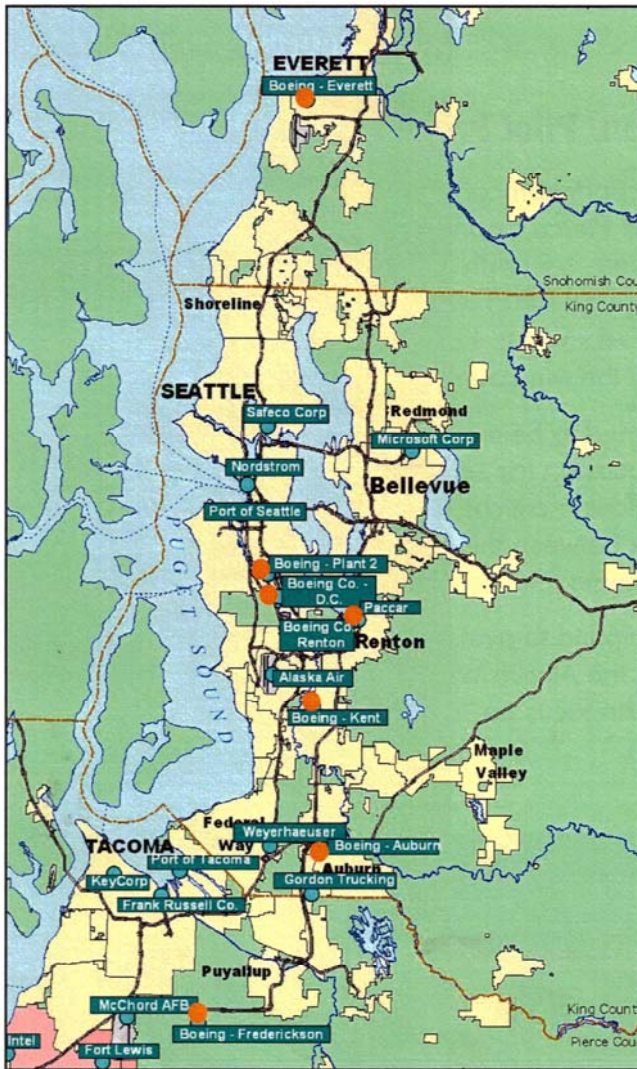 EVERETT
Boeing - Everett
Snohomish Cou
King County
Shoreline
SEATTLE
Safeco Corp
Redmond
Microsoft Corp
Nordstrom
Bellevue
Port of Seattle
PUGET SOUND
Boeing - Plant 2
Boeing Co. -
D.C.
Paccar
Boeing Co.
Renton
Renton
Alaska Air
Boeing - Kent
Maple
Valley
Federal
Way
Weyerhaeuser
TACOMA
Port of Tacoma
Boeing - Auburn
Auburn
KeyCorp
Gordon Trucking
Frank Russell Co.
Puyallup
McChord AFB
King County
Boeing - Frederickson
Pierce Coun
Intel
Fort Lewis